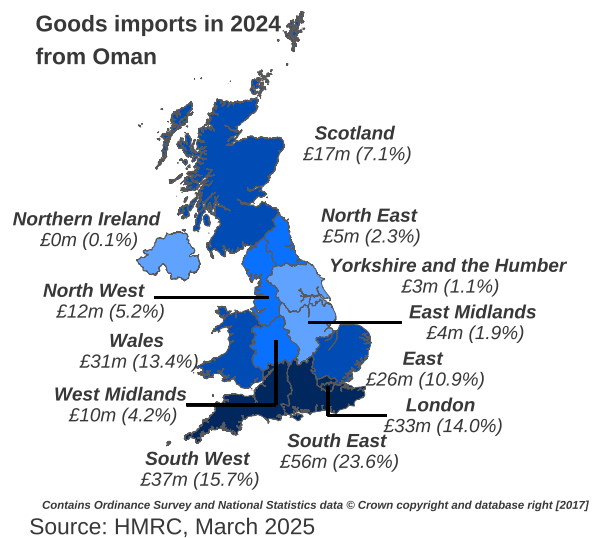 Goods imports in 2024
from Oman
Scotland
£17m (7.1%)
Northern Ireland
£0m (0.1%)
North East
£5m (2.3%)
Yorkshire and the Humber
£3m (1.1%)
North West
£12m (5.2%)
East Midlands
£4m (1.9%)
Wales
£31m (13.4%)
East
£26m (10.9%)
West Midlands
£10m (4.2%)
London
£33m (14.0%)
South East
£56m (23.6%)
South West
£37m (15.7%)
Contains Ordinance Survey and National Statistics data © Crown copyright and database right [2017]
Source: HMRC, March 2025